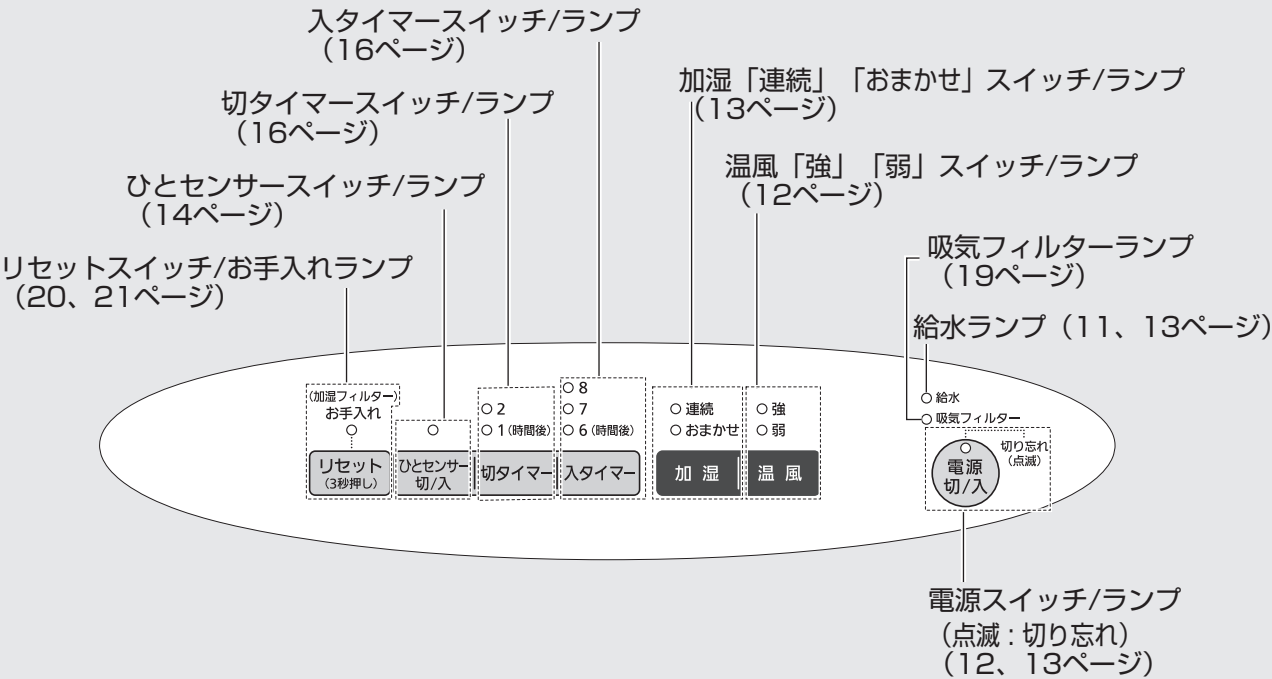 入タイマースイッチ/ランプ
（16ページ）
加湿「連続」「おまかせ」スイッチ/ランプ
（13ページ）
切タイマースイッチ/ランプ
（16ページ）
温風「強」「弱」スイッチ/ランプ
（12ページ）
ひとセンサースイッチ/ランプ
（14ページ）
吸気フィルターランプ
（19ページ）
リセットスイッチ/お手入れランプ
（20、21ページ）
給水ランプ（11、13ページ）
(加湿フィルター)
お手入れ
リセット
(3秒押し)
ひとセンサー
切/入
2
1(時間後)
切タイマー
8
7
6(時間後)
入タイマー
連続
おまかせ
加湿
強
弱
温風
給水
吸気フィルター
切り忘れ
(点滅)
電源
切/入
電源スイッチ/ランプ
（点滅：切り忘れ）
（12、13ページ）